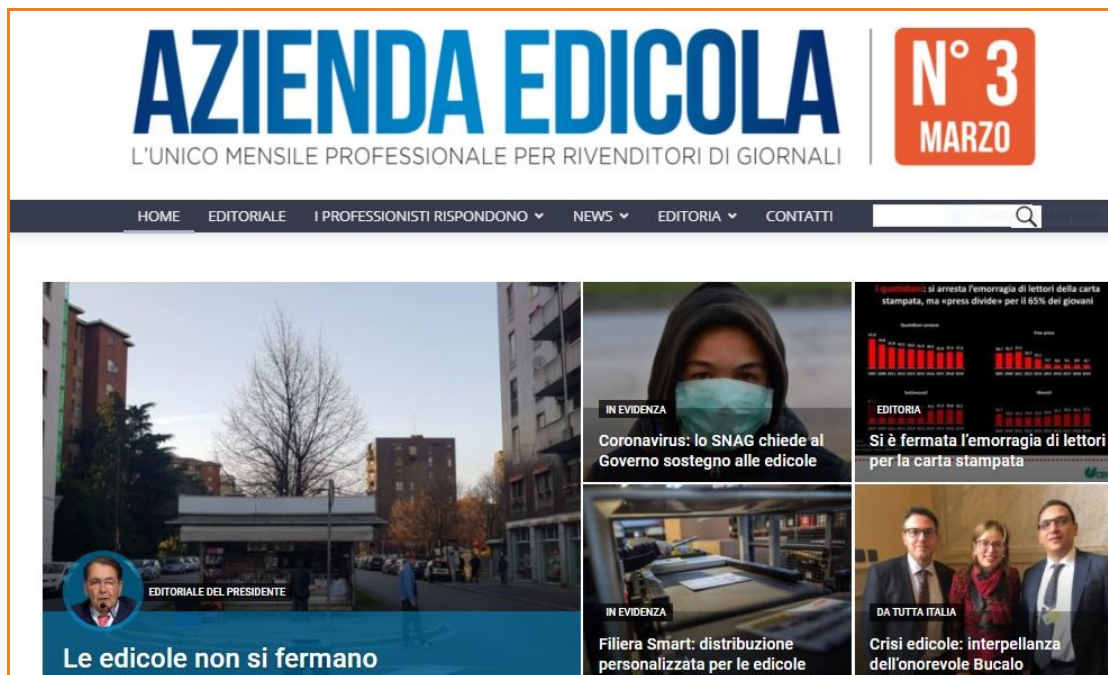 AZIENDA EDICOLA
L'UNICO MENSILE PROFESSIONALE PER RIVENDITORI DI GIORNALI
N° 3
MARZO
HOME EDITORIALE I PROFESSIONISTI RISPONDONO NEWS EDITORIA CONTATTI
I quotidiani: si arresta l'emorragia di lettori della carta
stampata, ma «press divide» per il 65% dei giovani
IN EVIDENZA
Coronavirus: lo SNAG chiede al
Governo sostegno alle edicole
EDITORIA
Si è fermata l'emorragia di lettori
per la carta stampata
EDITORIALE DEL PRESIDENTE
Le edicole non si fermano
IN EVIDENZA
Filiera Smart: distribuzione
personalizzata per le edicole
DA TUTTA ITALIA
Crisi edicole: interpellanza
dell'onorevole Bucalo